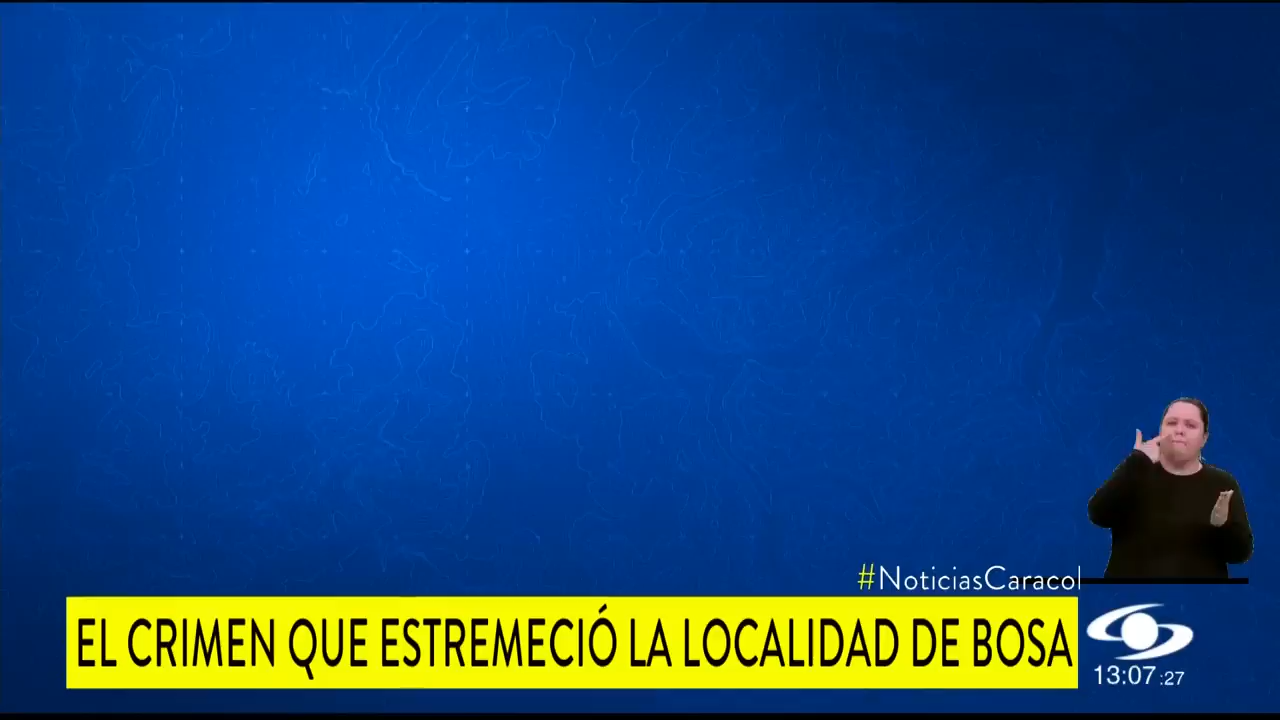 #NoticiasCaracol
EL CRIMEN QUE ESTREMECIÓ LA LOCALIDAD DE BOSA
13:07:27